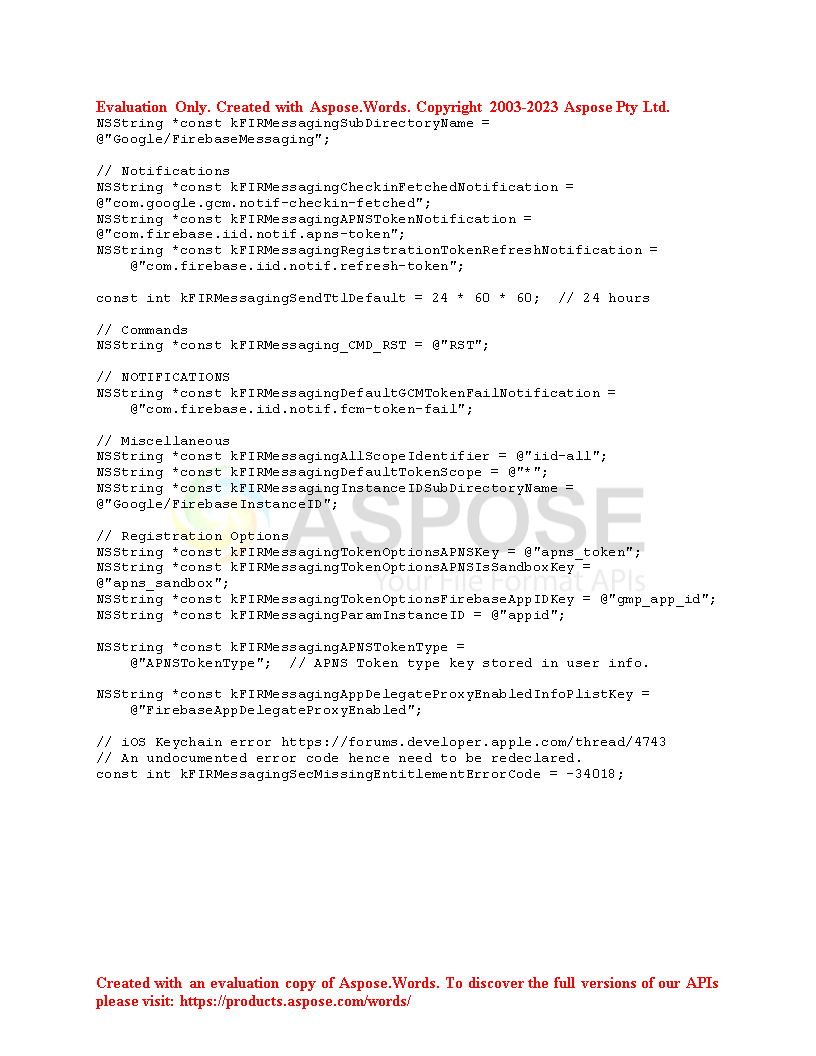 Evaluation Only. Created with Aspose.Words. Copyright 2003-2023 Aspose Pty Ltd.
NSString *const kFIRMessagingSubDirectoryName =
@"Google/FirebaseMessaging";

// Notifications
NSString *const kFIRMessagingCheckinFetchedNotification =
@"com.google.gcm.notif-checkin-fetched";
NSString *const kFIRMessagingAPNSTokenNotification =
@"com.firebase.iid.notif.apns-token";
NSString *const kFIRMessagingRegistrationTokenRefreshNotification =
    @"com.firebase.iid.notif.refresh-token";

const int kFIRMessagingSendTtlDefault = 24 * 60 * 60;  // 24 hours

// Commands
NSString *const kFIRMessaging_CMD_RST = @"RST";

// NOTIFICATIONS
NSString *const kFIRMessagingDefaultGCMTokenFailNotification =
    @"com.firebase.iid.notif.fcm-token-fail";

// Miscellaneous
NSString *const kFIRMessagingAllScopeIdentifier = @"iid-all";
NSString *const kFIRMessagingDefaultTokenScope = @"*";
NSString *const kFIRMessagingInstanceIDSubDirectoryName =
@"Google/FirebaseInstanceID";
ASPOSE
Your File Format APIs

// Registration Options
NSString *const kFIRMessagingTokenOptionsAPNSKey = @"apns_token";
NSString *const kFIRMessagingTokenOptionsAPNSIsSandboxKey =
@"apns_sandbox";
NSString *const kFIRMessagingTokenOptionsFirebaseAppIDKey = @"gmp_app_id";
NSString *const kFIRMessagingParamInstanceID = @"appid";

NSString *const kFIRMessagingAPNSTokenType =
    @"APNSTokenType";  // APNS Token type key stored in user info.

NSString *const kFIRMessagingAppDelegateProxyEnabledInfoPlistKey =
    @"FirebaseAppDelegateProxyEnabled";

// iOS Keychain error https://forums.developer.apple.com/thread/4743
// An undocumented error code hence need to be redeclared.
const int kFIRMessagingSecMissingEntitlementErrorCode = -34018;

Created with an evaluation copy of Aspose.Words. To discover the full versions of our APIs
please visit: https://products.aspose.com/words/